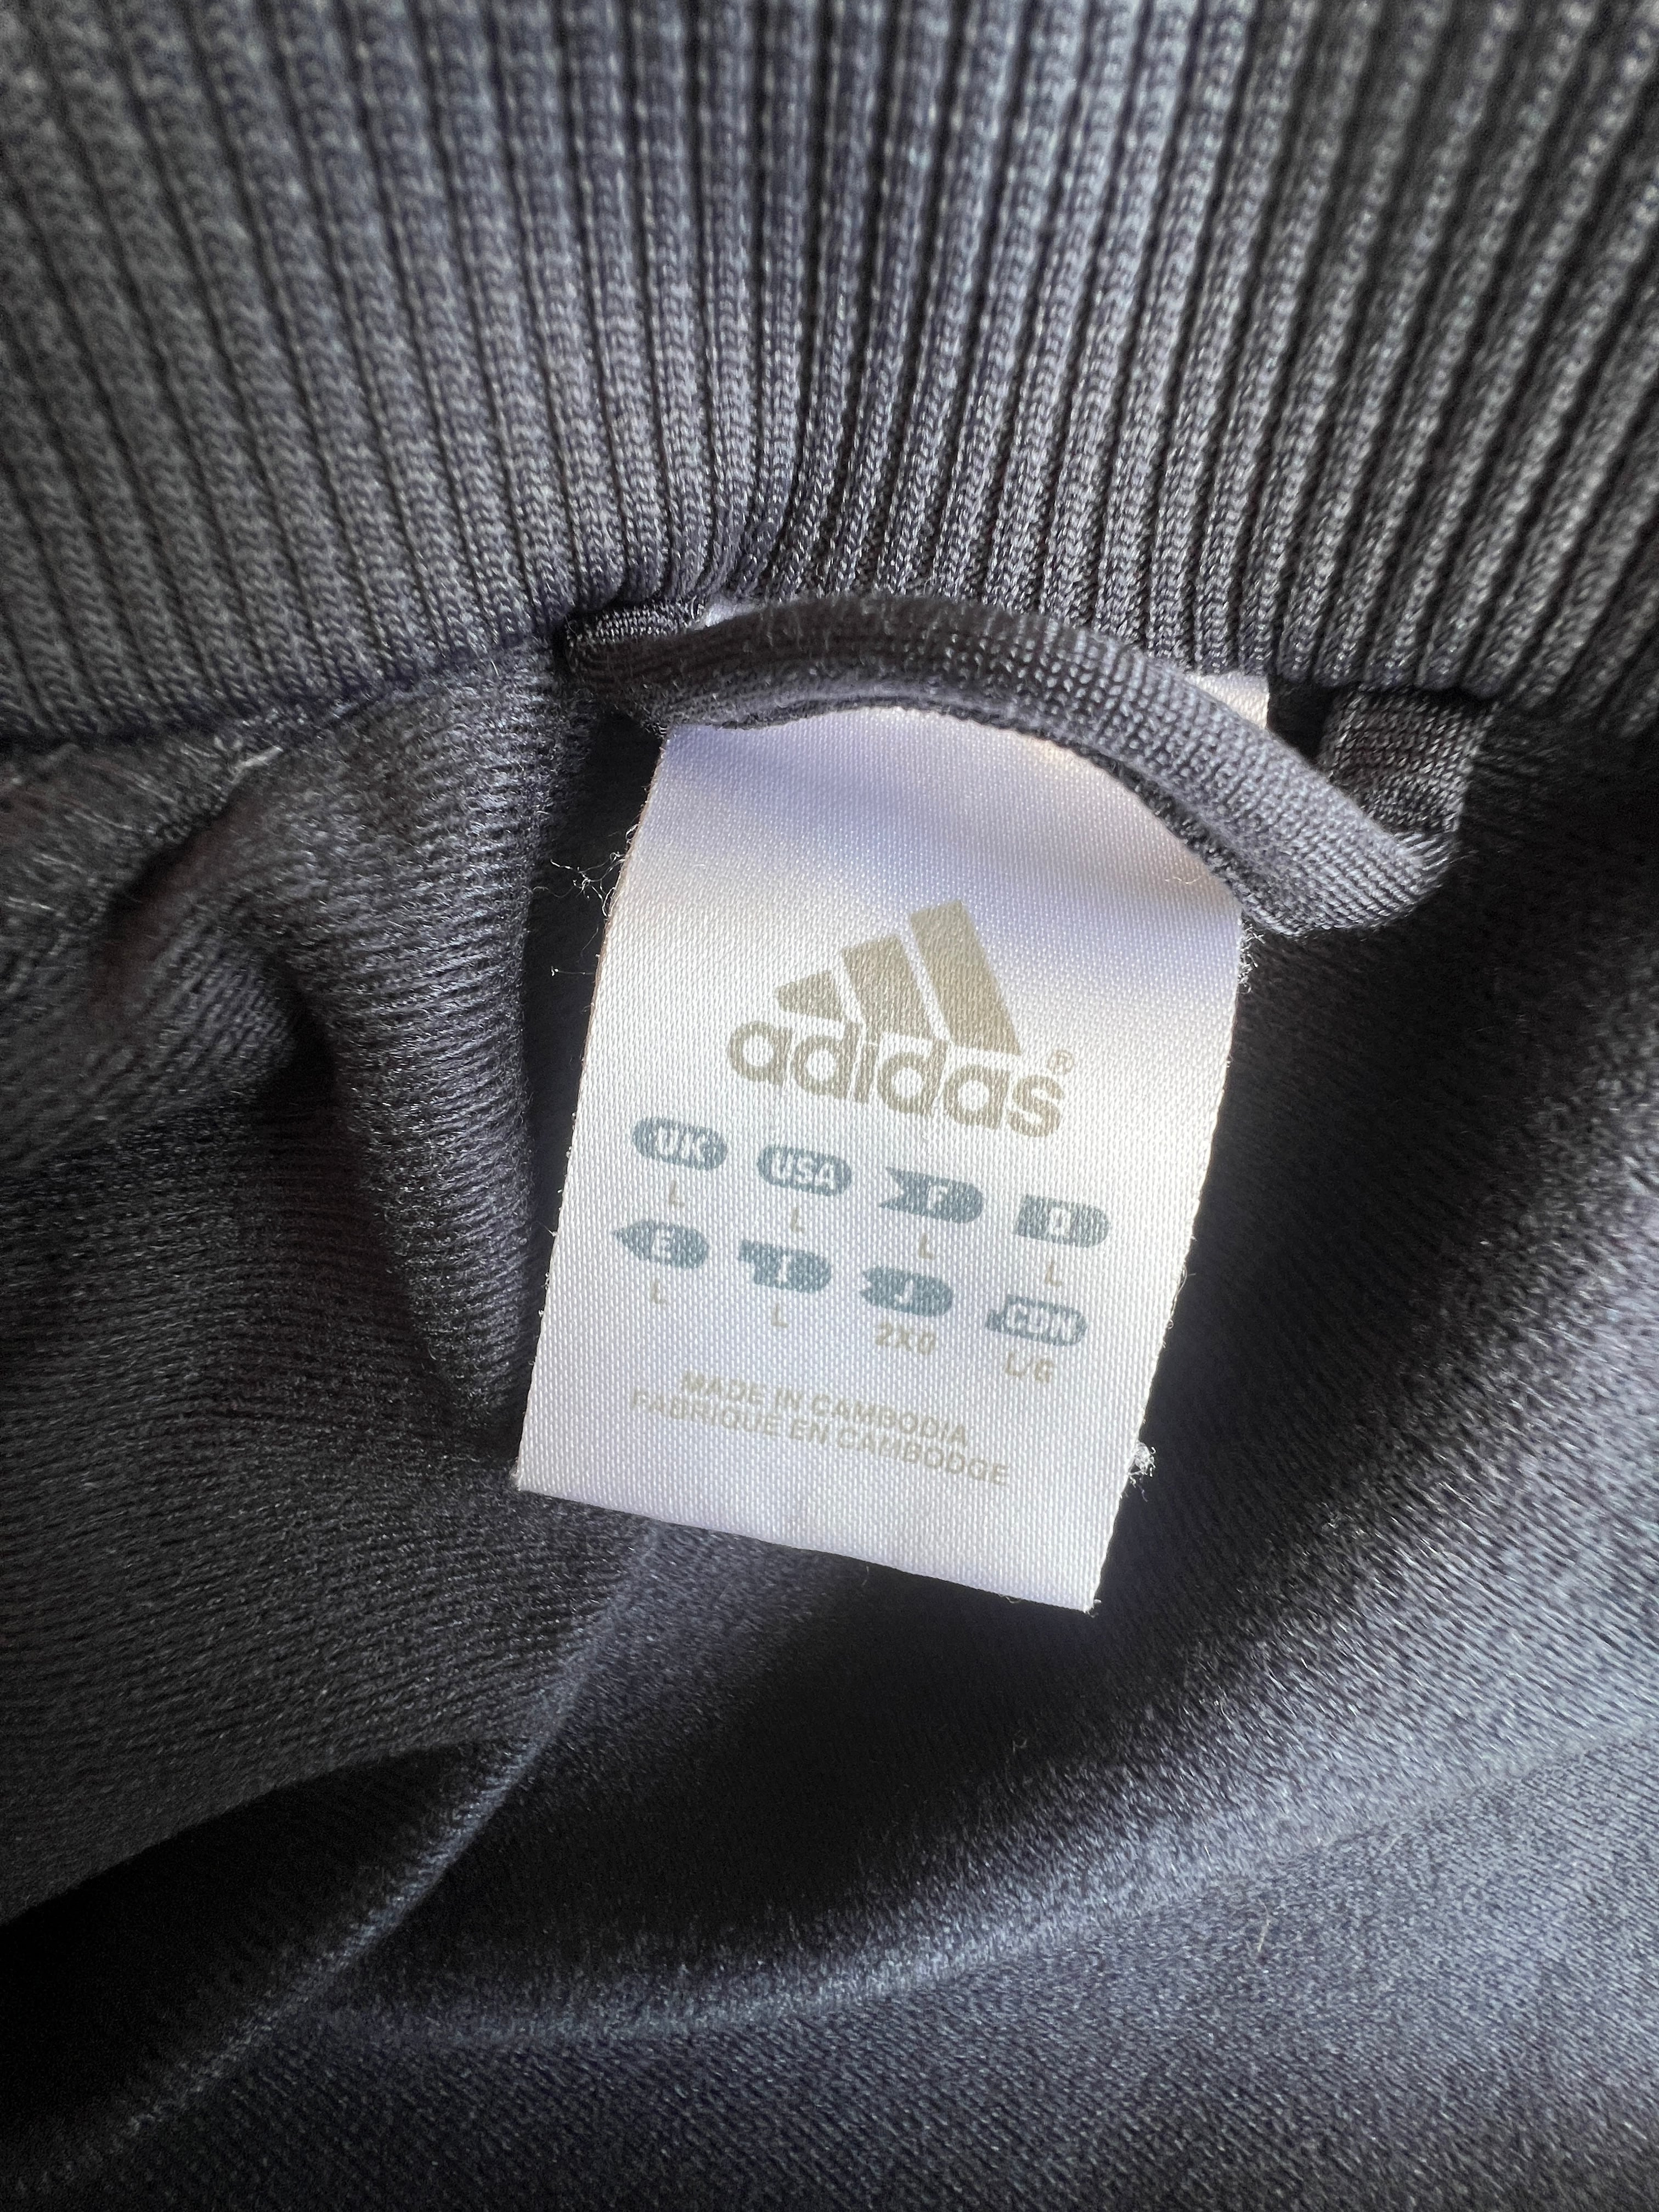 adidas®
UK USA F D
L L L L
E I J CDN
L L 2XO L/G
MADE IN CAMBODIA
FABRIQUE EN CAMBODGE